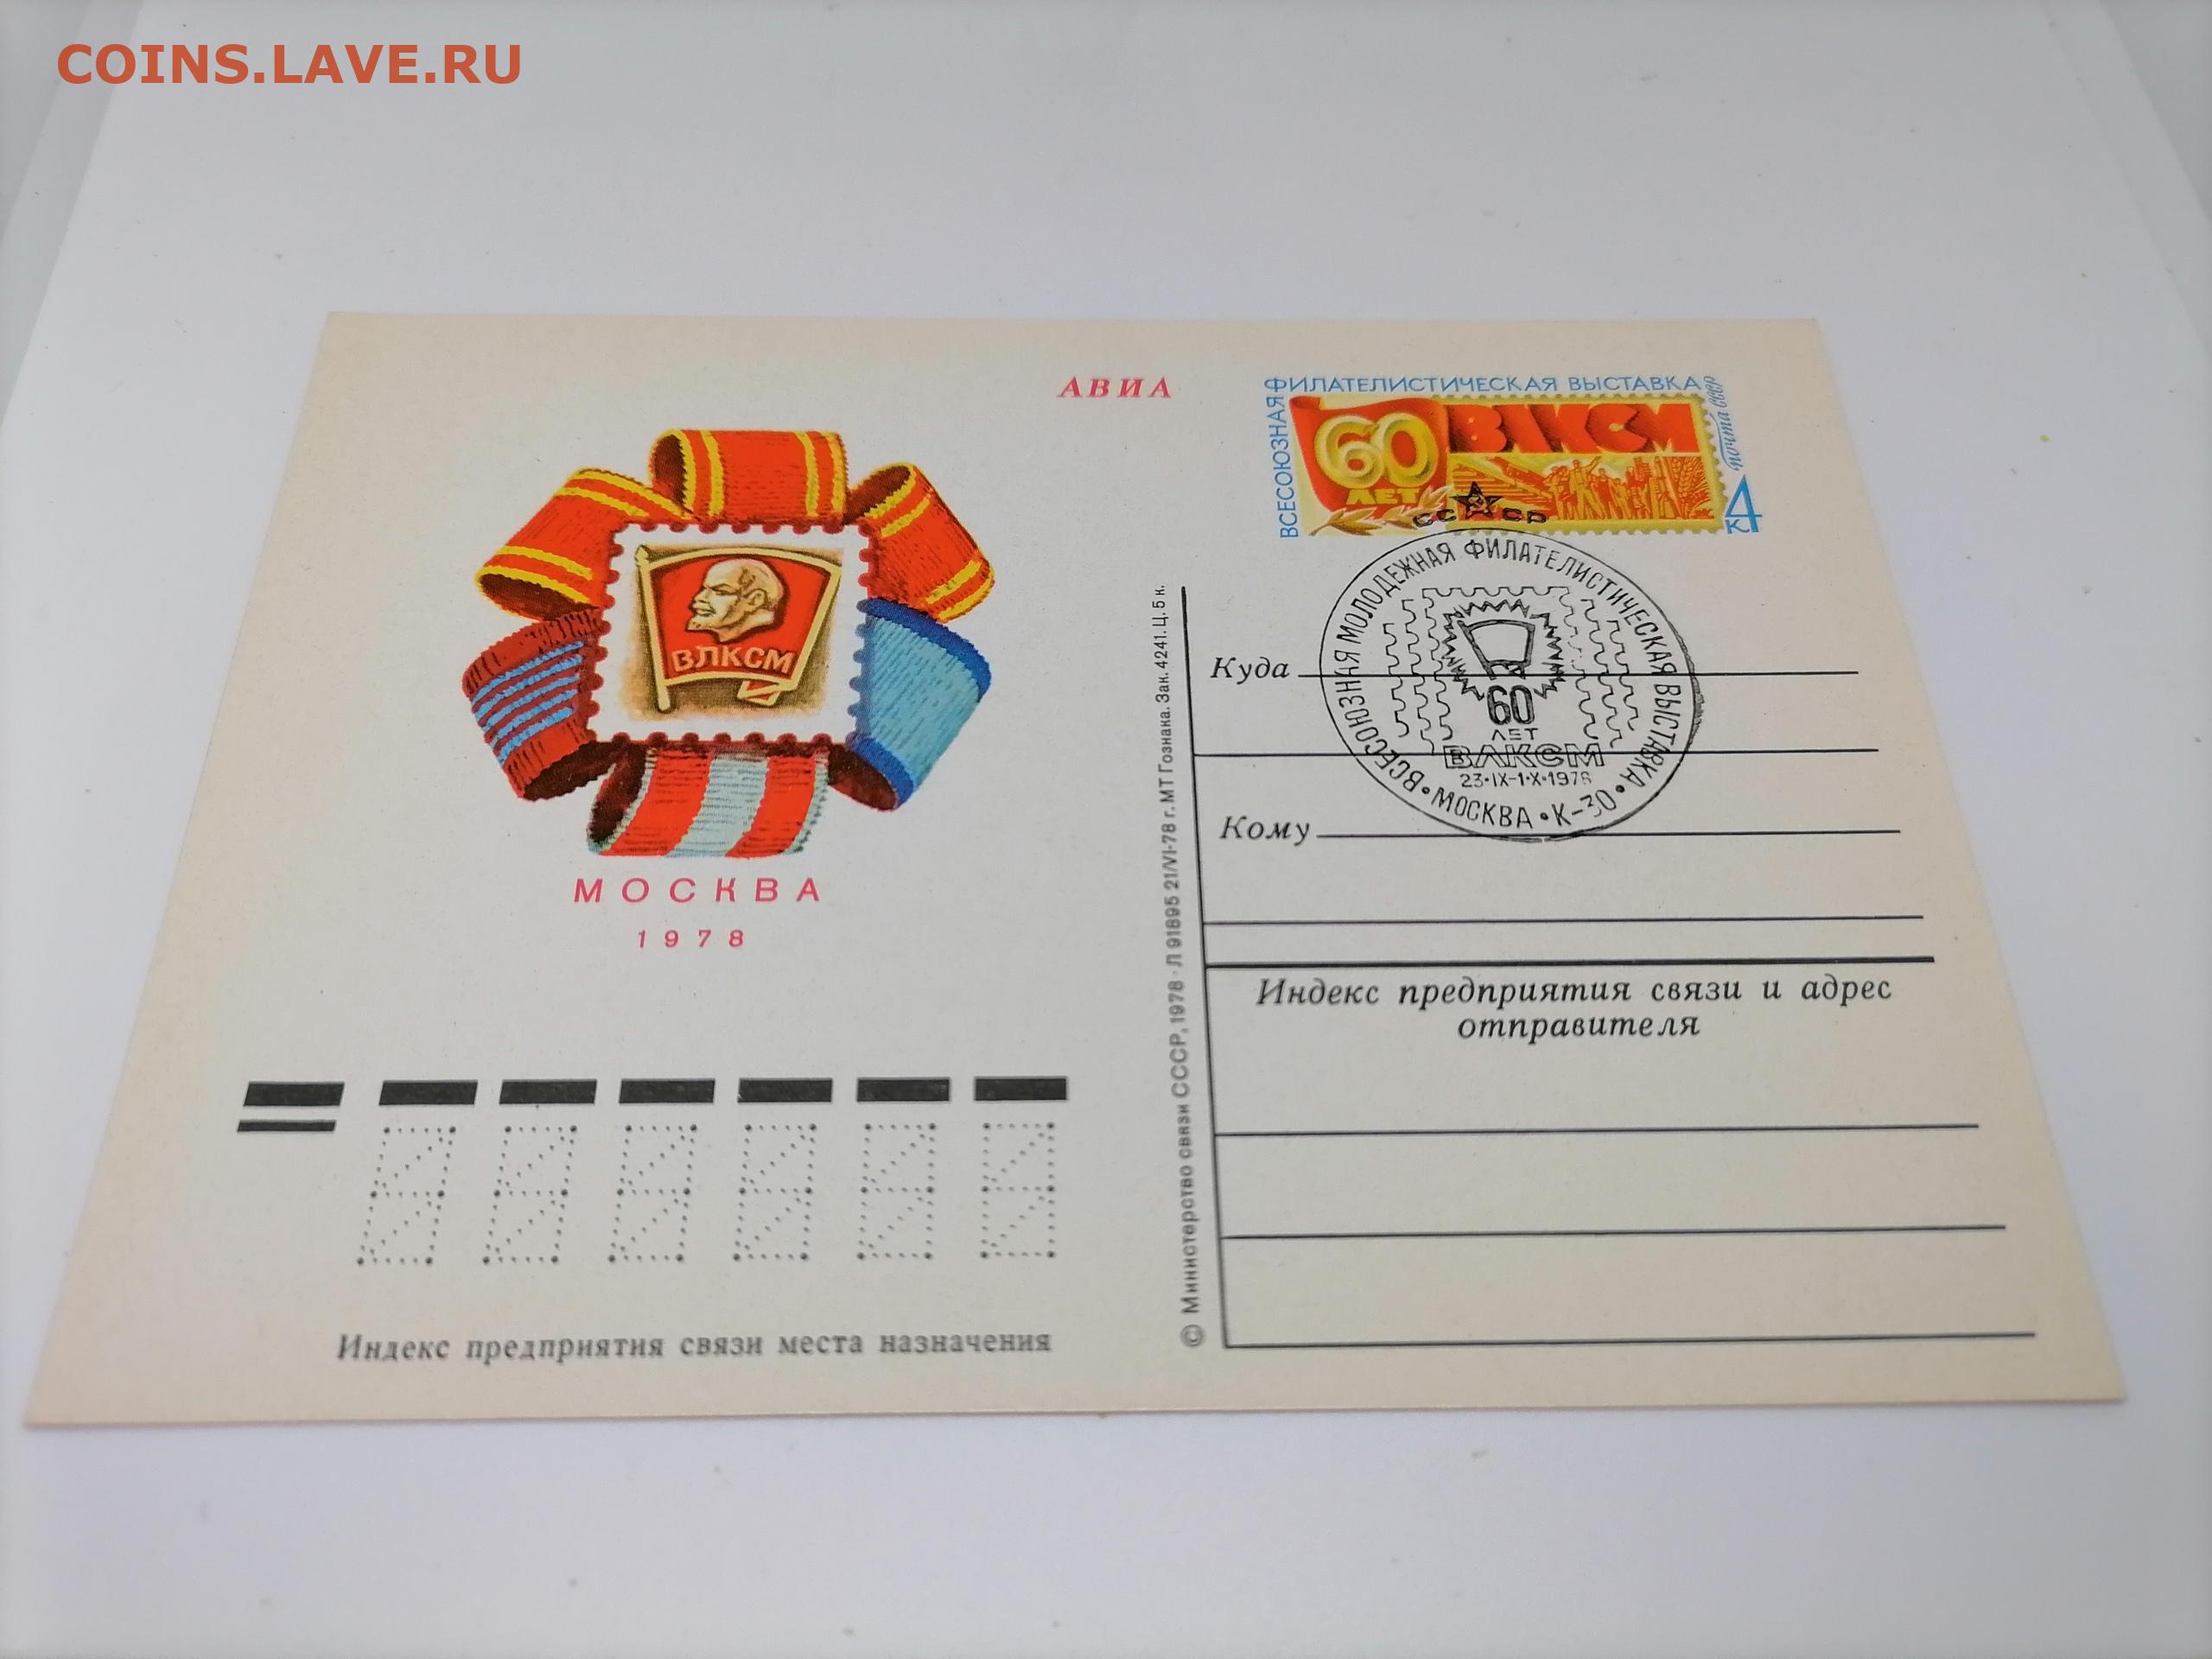 COINS.LAVE.RU
АВИА
ВСЕСОЮЗНАЯ
ФИЛАТЕЛИСТИЧЕСКАЯ ВЫСТАВКА
почта СССР
60
ЛЕТ
ВЛКСМ
4
к
СССР
ВСЕСОЮЗНАЯ МОЛОДЕЖНАЯ ФИЛАТЕЛИСТИЧЕСКАЯ ВЫСТАВКА
60
ЛЕТ
ВЛКСМ
23·IX-1·X·1978
МОСКВА · К-30
ВЛКСМ
МОСКВА
1978
Куда
Кому
Индекс предприятия связи и адрес
отправителя
© Министерство связи СССР, 1978 · Л 91895 21/VI-78 г. МТ Гознака. Зак. 4241. Ц. 5 к.
Индекс предприятия связи места назначения